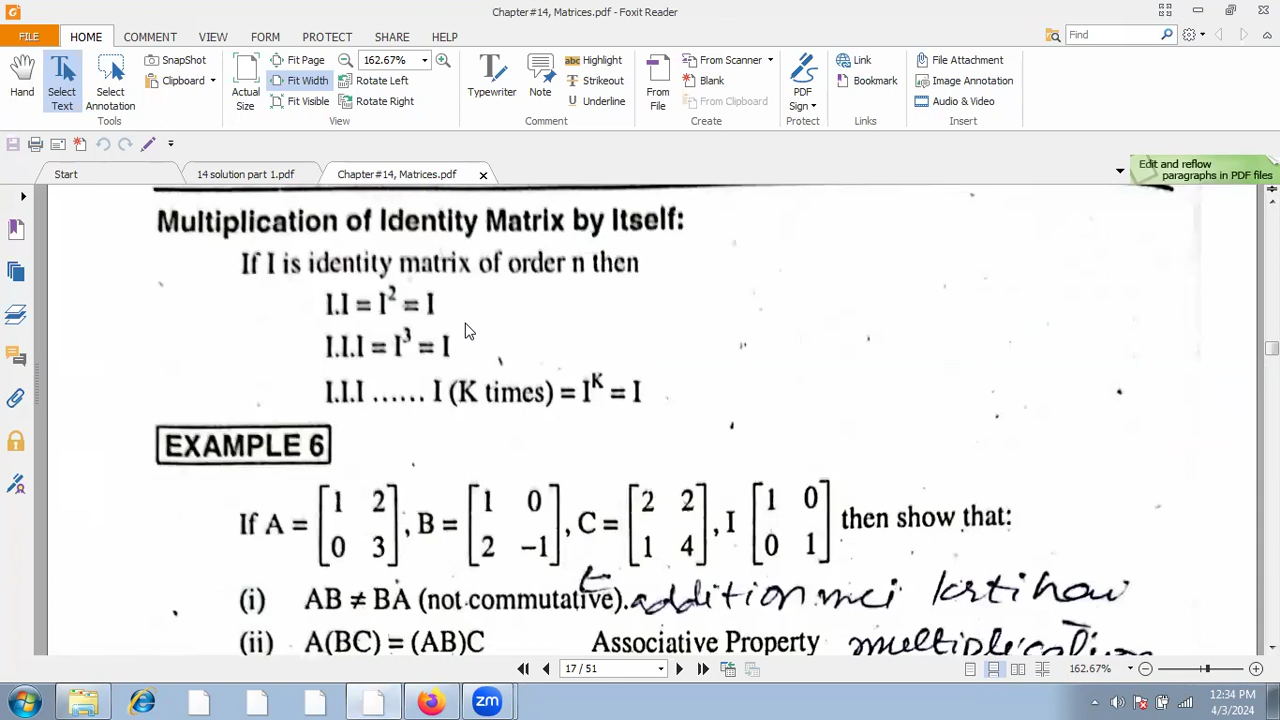 Chapter#14, Matrices.pdf - Foxit Reader
FILE HOME COMMENT VIEW FORM PROTECT SHARE HELP Find
Hand
Select Text
Select Annotation
SnapShot
Clipboard
Tools
Actual Size
Fit Page
Fit Width
Fit Visible
162.67%
Rotate Left
Rotate Right
View
Typewriter
Note
Highlight
Strikeout
Underline
Comment
From File
From Scanner
Blank
From Clipboard
Create
PDF Sign
Protect
Link
Bookmark
Links
File Attachment
Image Annotation
Audio & Video
Insert
Start 14 solution part 1.pdf Chapter#14, Matrices.pdf
Edit and reflow
paragraphs in PDF files
Multiplication of Identity Matrix by Itself:
If I is identity matrix of order n then
I.I = I² = I
I.I.I = I³ = I
I.I.I ...... I (K times) = I^K = I
EXAMPLE 6
If A = [1 2; 0 3], B = [1 0; 2 −1], C = [2 2; 1 4], I [1 0; 0 1] then show that:
(i) AB ≠ BA (not commutative). addition mei krti hai
(ii) A(BC) = (AB)C Associative Property multiplication
17 / 51
162.67%
zm
12:34 PM
4/3/2024